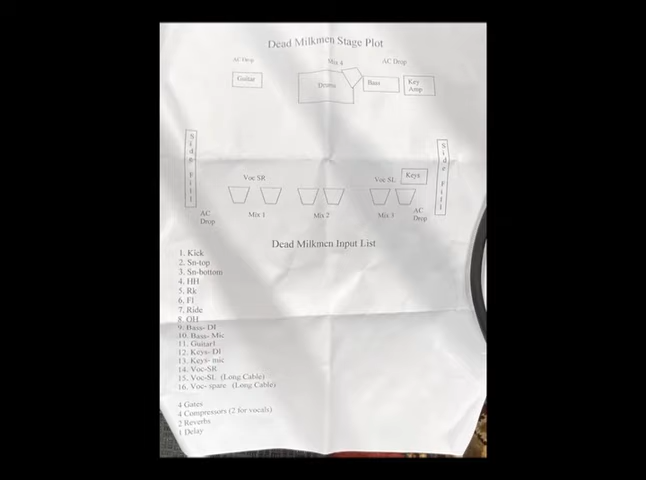 Dead Milkmen Stage Plot
AC Drop
Mix 4
AC Drop
Guitar
Drums
Bass
Key
Amp
Side Fill
Side Fill
Voc SR
Voc SL
Keys
AC
Drop
Mix 1
Mix 2
Mix 3
AC
Drop
Dead Milkmen Input List
1. Kick
2. Sn-top
3. Sn-bottom
4. HH
5. Rk
6. Fl
7. Ride
8. OH
9. Bass- DI
10. Bass- Mic
11. Guitar1
12. Keys- DI
13. Keys- mic
14. Voc-SR
15. Voc-SL (Long Cable)
16. Voc- spare (Long Cable)
4 Gates
4 Compressors (2 for vocals)
2 Reverbs
1 Delay